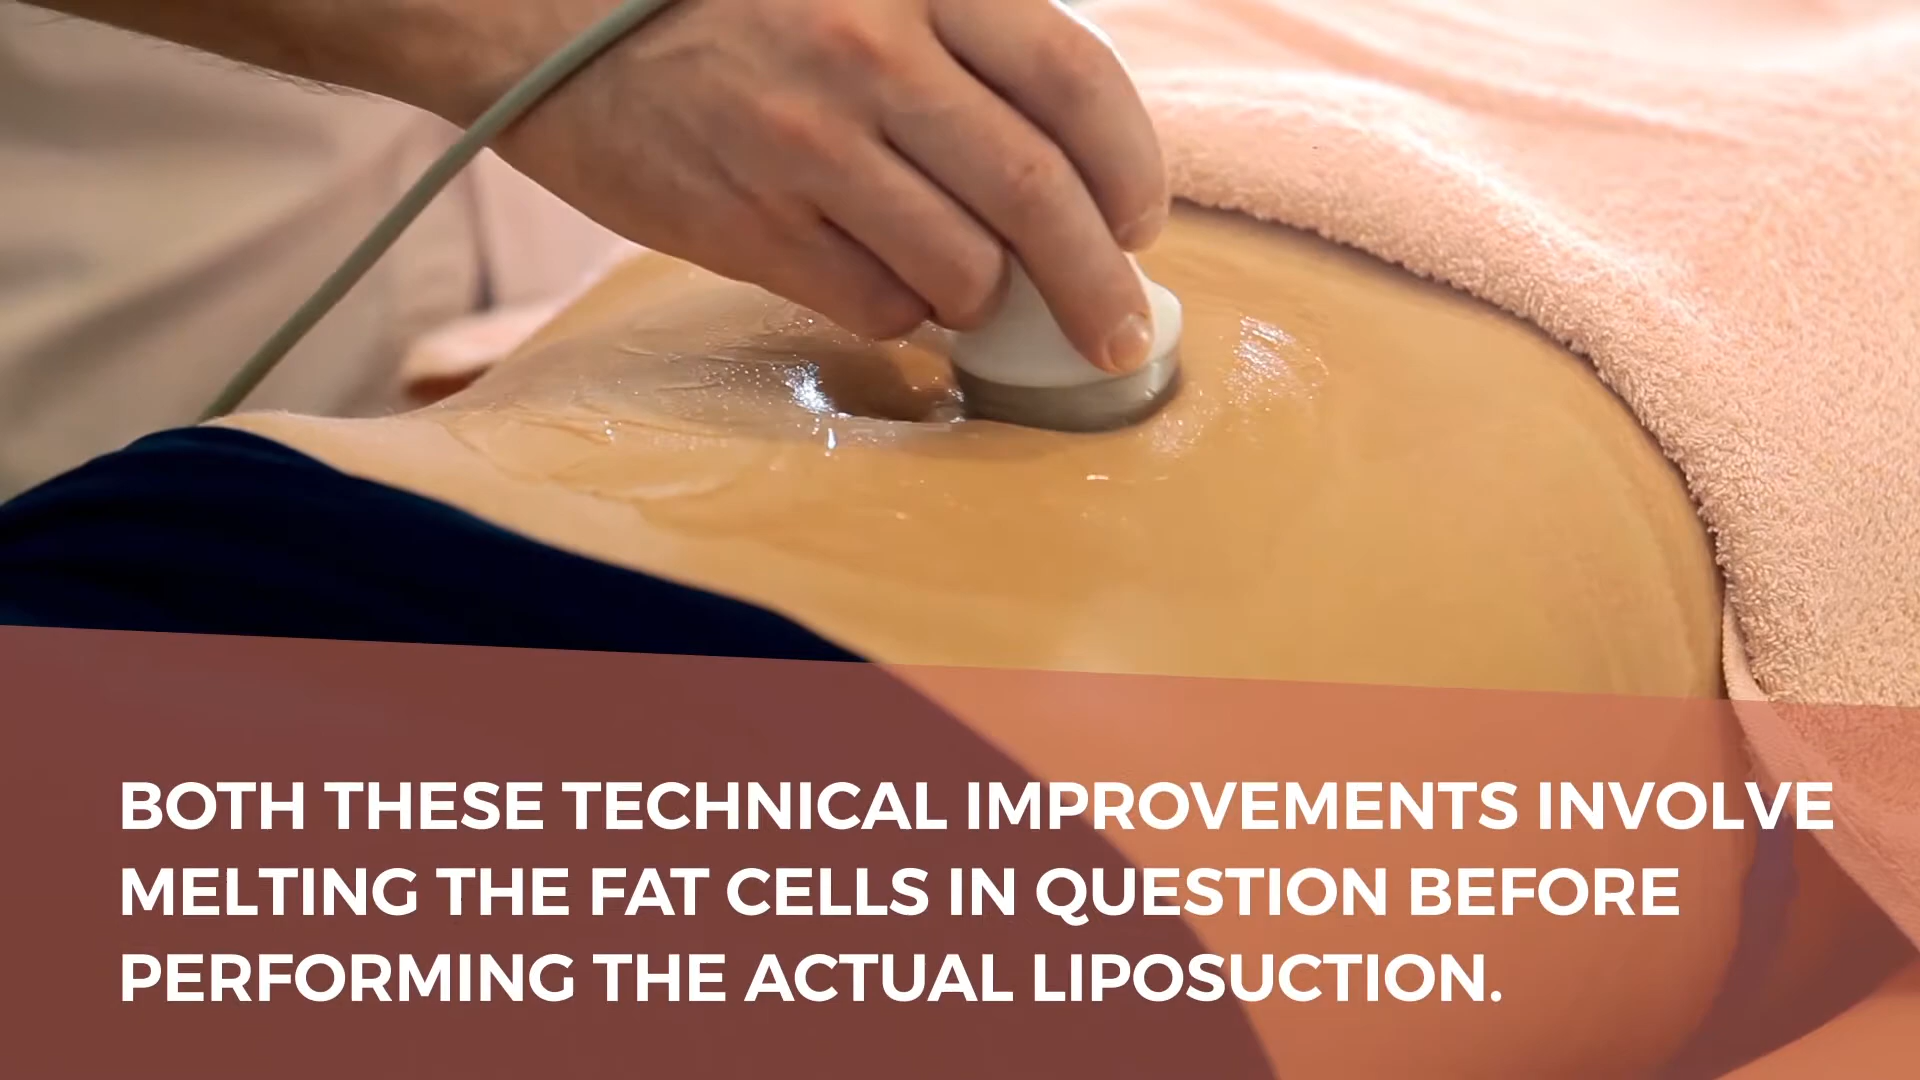 BOTH THESE TECHNICAL IMPROVEMENTS INVOLVE
MELTING THE FAT CELLS IN QUESTION BEFORE
PERFORMING THE ACTUAL LIPOSUCTION.